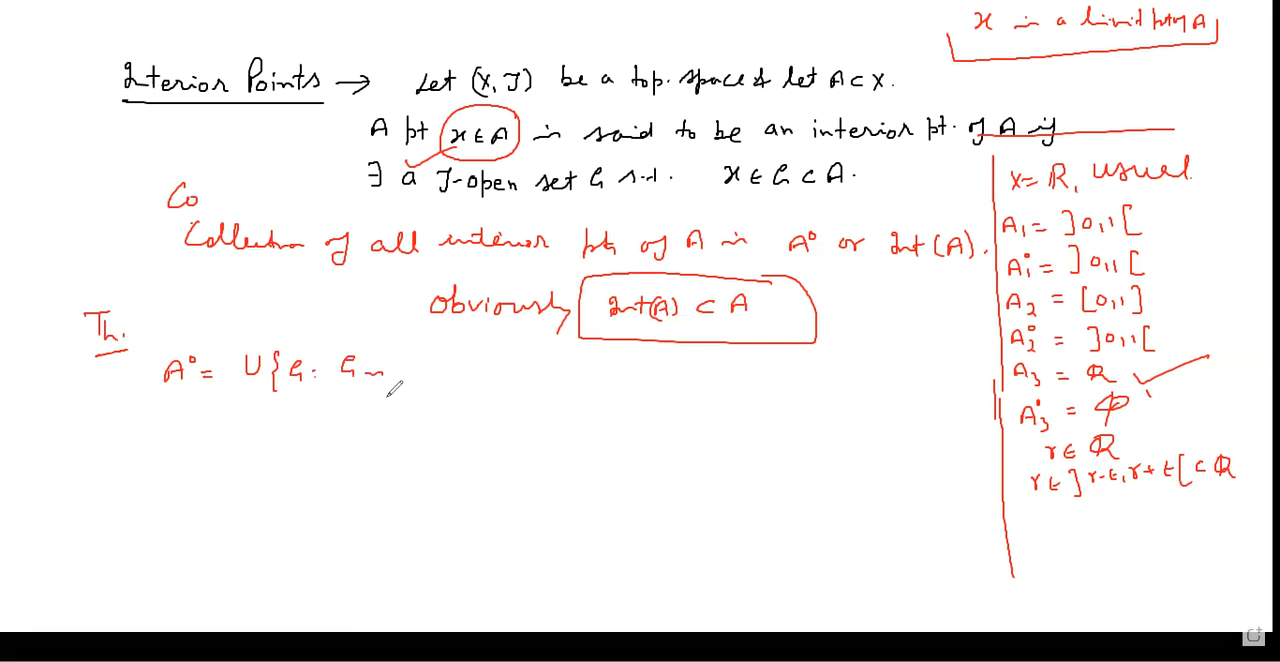 x is a limit pt of A
Interior Points → Let (X, J) be a top. space & let A ⊂ X.
A pt x ∈ A is said to be an interior pt. of A if
∃ a J-open set G s.t. x ∈ G ⊂ A.
Co
Collection of all interior pts of A is A° or Int(A).
Obviously Int(A) ⊂ A
Th.
A° = ∪{G: G
X = R, usual
A₁ = ]0,1[
A₁° = ]0,1[
A₂ = [0,1]
A₂° = ]0,1[
A₃ = Q
A₃° = φ
r ∈ Q
r ∈ ]r-ε, r+ε[ ⊂ Q